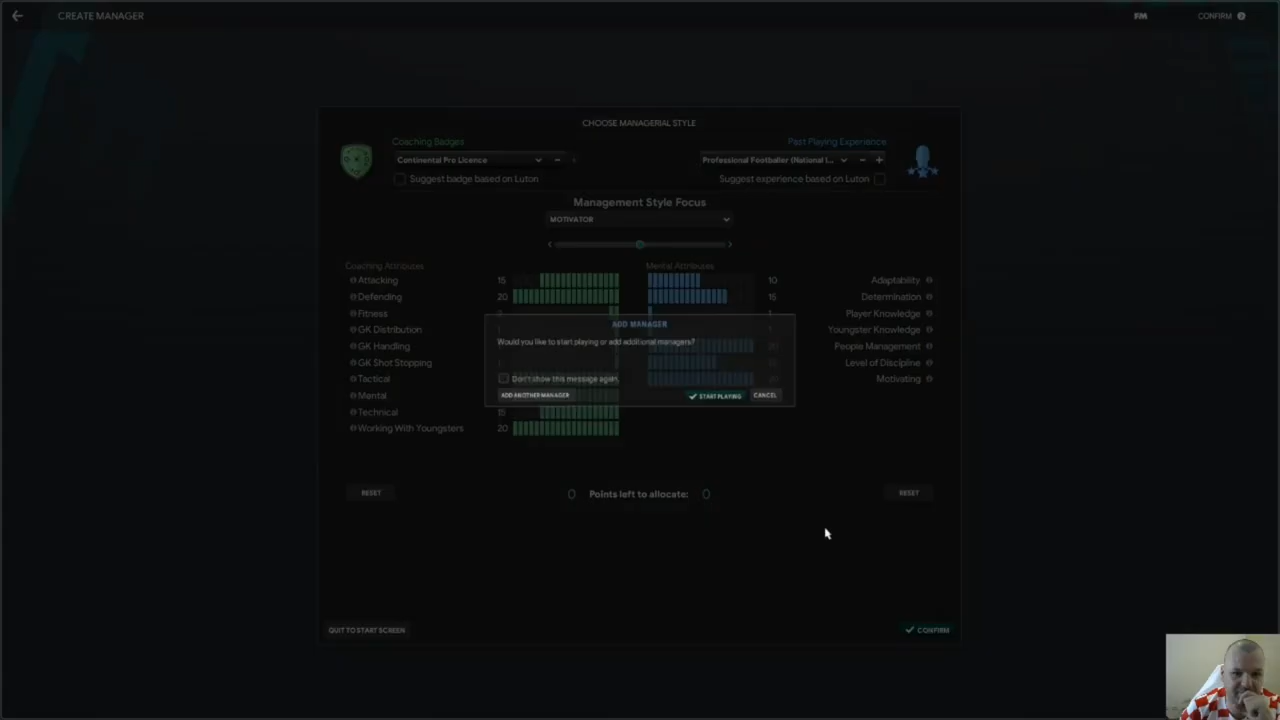 CREATE MANAGER
FM
CONFIRM
CHOOSE MANAGERIAL STYLE
Coaching Badges
Past Playing Experience
Continental Pro Licence
Professional Footballer (National I...
Suggest badge based on Luton
Suggest experience based on Luton
Management Style Focus
MOTIVATOR
Coaching Attributes
Mental Attributes
Attacking 15
10 Adaptability
Defending 20
15 Determination
Fitness
1 Player Knowledge
GK Distribution
Youngster Knowledge
GK Handling
People Management
GK Shot Stopping
Level of Discipline
Tactical
Motivating
Mental
Technical 15
Working With Youngsters 20
ADD MANAGER
Would you like to start playing or add additional managers?
Don't show this message again.
ADD ANOTHER MANAGER
START PLAYING
CANCEL
RESET
0 Points left to allocate: 0
RESET
QUIT TO START SCREEN
CONFIRM